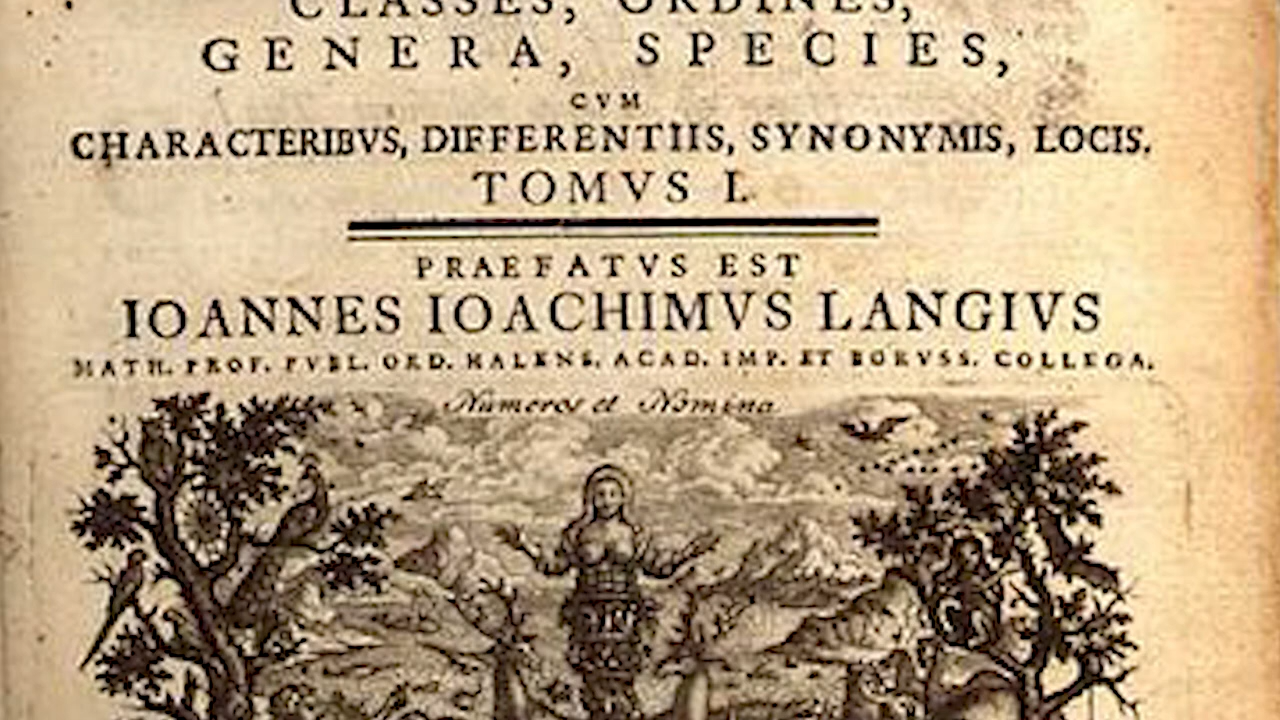 CLASSES, ORDINES,
GENERA, SPECIES,
CVM
CHARACTERIBVS, DIFFERENTIIS, SYNONYMIS, LOCIS.
TOMVS I.
PRAEFATVS EST
IOANNES IOACHIMVS LANGIVS
MATH. PROF. PVBL. ORD. HALENS. ACAD. IMP. ET BORVSS. COLLEGA.
Numeros et Nomina